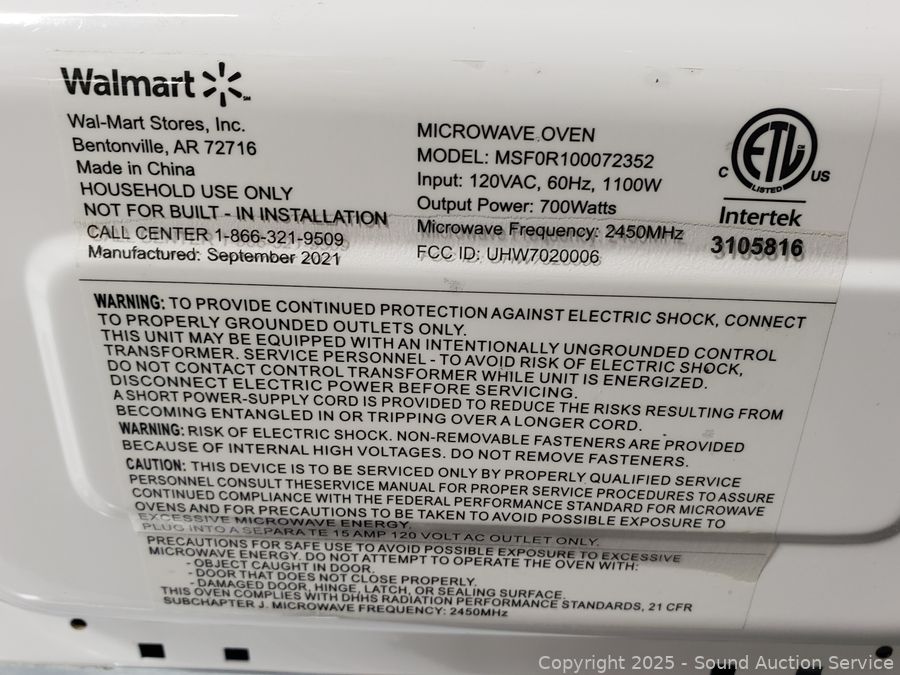 Walmart
Wal-Mart Stores, Inc.
Bentonville, AR 72716
Made in China
HOUSEHOLD USE ONLY
NOT FOR BUILT - IN INSTALLATION
CALL CENTER 1-866-321-9509
Manufactured: September 2021
MICROWAVE OVEN
MODEL: MSF0R100072352
Input: 120VAC, 60Hz, 1100W
Output Power: 700Watts
Microwave Frequency: 2450MHz
FCC ID: UHW7020006
ETL
CM
LISTED
C
US
Intertek
3105816
WARNING: TO PROVIDE CONTINUED PROTECTION AGAINST ELECTRIC SHOCK, CONNECT
TO PROPERLY GROUNDED OUTLETS ONLY.
THIS UNIT MAY BE EQUIPPED WITH AN INTENTIONALLY UNGROUNDED CONTROL
TRANSFORMER. SERVICE PERSONNEL - TO AVOID RISK OF ELECTRIC SHOCK,
DO NOT CONTACT CONTROL TRANSFORMER WHILE UNIT IS ENERGIZED.
DISCONNECT ELECTRIC POWER BEFORE SERVICING.
A SHORT POWER-SUPPLY CORD IS PROVIDED TO REDUCE THE RISKS RESULTING FROM
BECOMING ENTANGLED IN OR TRIPPING OVER A LONGER CORD.
WARNING: RISK OF ELECTRIC SHOCK. NON-REMOVABLE FASTENERS ARE PROVIDED
BECAUSE OF INTERNAL HIGH VOLTAGES. DO NOT REMOVE FASTENERS.
CAUTION: THIS DEVICE IS TO BE SERVICED ONLY BY PROPERLY QUALIFIED SERVICE
PERSONNEL CONSULT THESERVICE MANUAL FOR PROPER SERVICE PROCEDURES TO ASSURE
CONTINUED COMPLIANCE WITH THE FEDERAL PERFORMANCE STANDARD FOR MICROWAVE
OVENS AND FOR PRECAUTIONS TO BE TAKEN TO AVOID POSSIBLE EXPOSURE TO
EXCESSIVE MICROWAVE ENERGY.
PLUG INTO A SEPARATE 15 AMP 120 VOLT AC OUTLET ONLY.
PRECAUTIONS FOR SAFE USE TO AVOID POSSIBLE EXPOSURE TO EXCESSIVE
MICROWAVE ENERGY. DO NOT ATTEMPT TO OPERATE THE OVEN WITH:
- OBJECT CAUGHT IN DOOR.
- DOOR THAT DOES NOT CLOSE PROPERLY.
- DAMAGED DOOR, HINGE, LATCH, OR SEALING SURFACE.
THIS OVEN COMPLIES WITH DHHS RADIATION PERFORMANCE STANDARDS, 21 CFR
SUBCHAPTER J. MICROWAVE FREQUENCY: 2450MHz
Copyright 2025 - Sound Auction Service